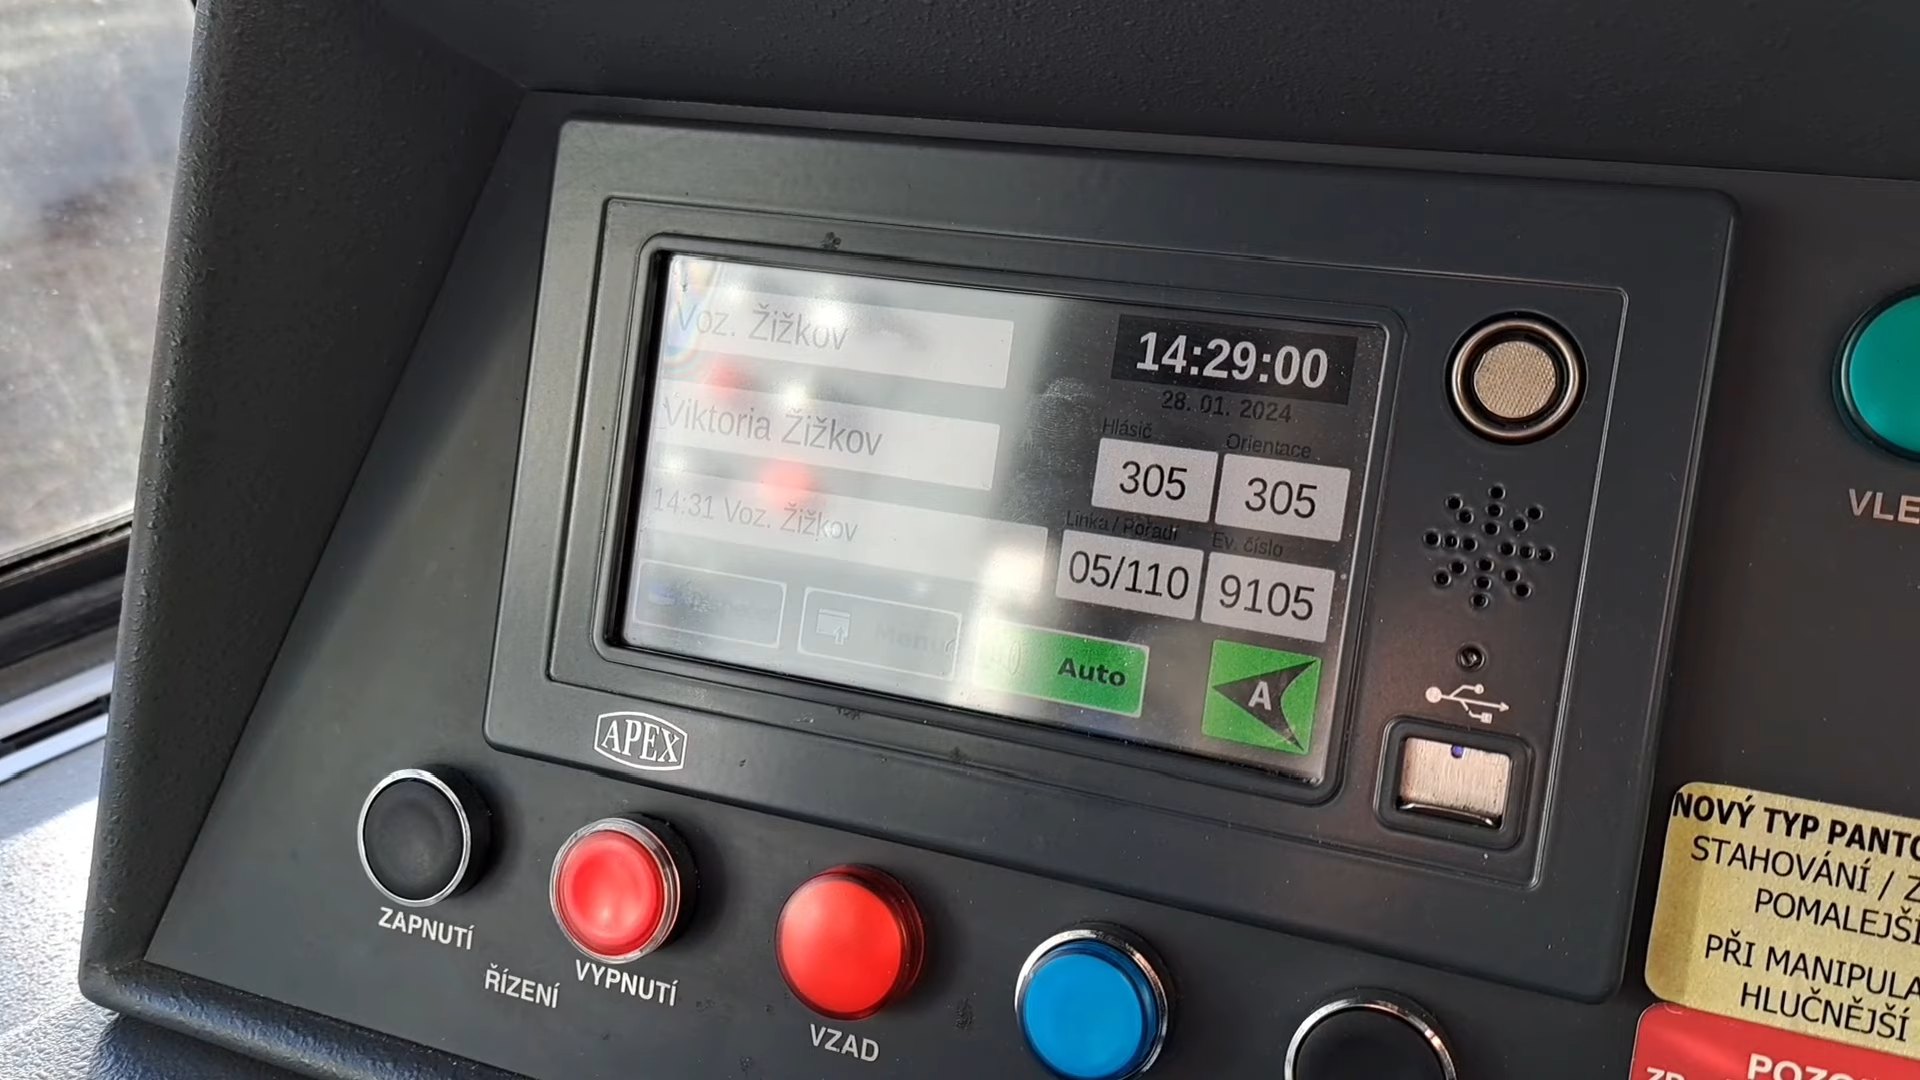 Voz. Žižkov
Viktoria Žižkov
14:31 Voz. Žižkov
Menu
Auto
A
14:29:00
28. 01. 2024
Hlásič
Orientace
305
305
Linka / Pořadí
Ev. číslo
05/110
9105
APEX
ZAPNUTÍ
ŘÍZENÍ
VYPNUTÍ
VZAD
VLE
NOVÝ TYP PANTO
STAHOVÁNÍ / Z
POMALEJŠÍ
PŘI MANIPULA
HLUČNĚJŠÍ
POZO